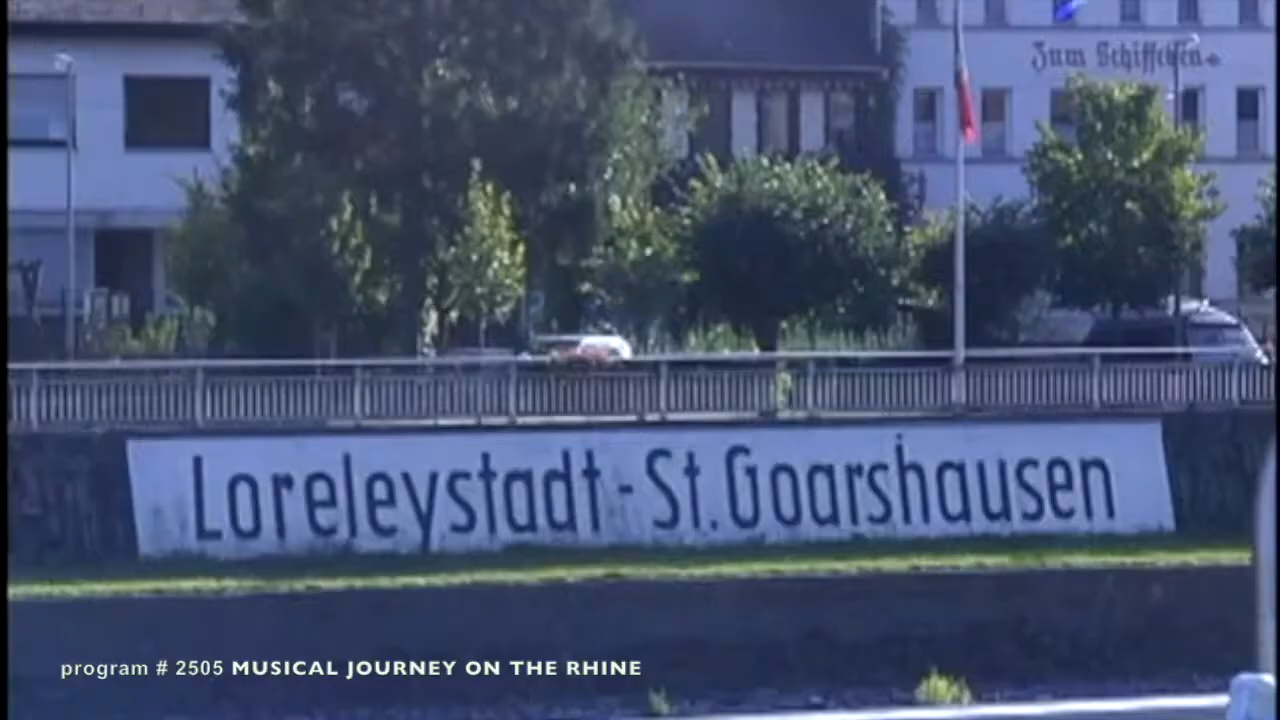 Zum Schiffchen
Loreleystadt - St. Goarshausen
program # 2505 MUSICAL JOURNEY ON THE RHINE